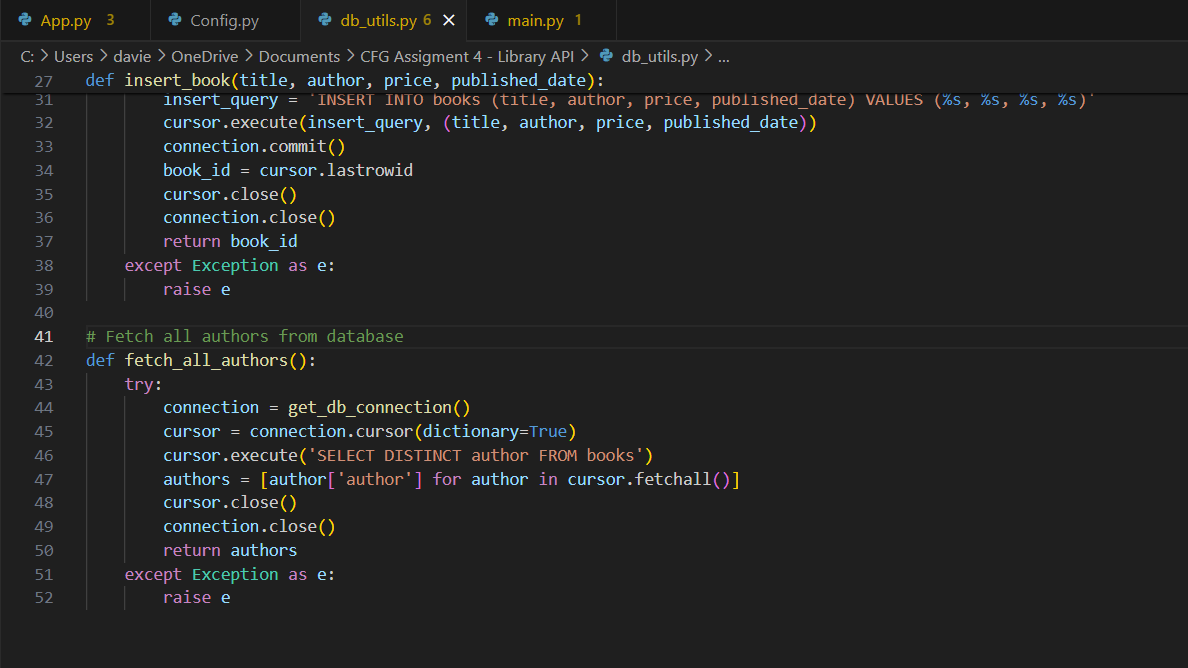 App.py 3 Config.py db_utils.py 6 × main.py 1
C: > Users > davie > OneDrive > Documents > CFG Assigment 4 - Library API > db_utils.py > ...
27 def insert_book(title, author, price, published_date):
31 insert_query = 'INSERT INTO books (title, author, price, published_date) VALUES (%s, %s, %s, %s)'
32 cursor.execute(insert_query, (title, author, price, published_date))
33 connection.commit()
34 book_id = cursor.lastrowid
35 cursor.close()
36 connection.close()
37 return book_id
38 except Exception as e:
39 raise e
40
41 # Fetch all authors from database
42 def fetch_all_authors():
43 try:
44 connection = get_db_connection()
45 cursor = connection.cursor(dictionary=True)
46 cursor.execute('SELECT DISTINCT author FROM books')
47 authors = [author['author'] for author in cursor.fetchall()]
48 cursor.close()
49 connection.close()
50 return authors
51 except Exception as e:
52 raise e